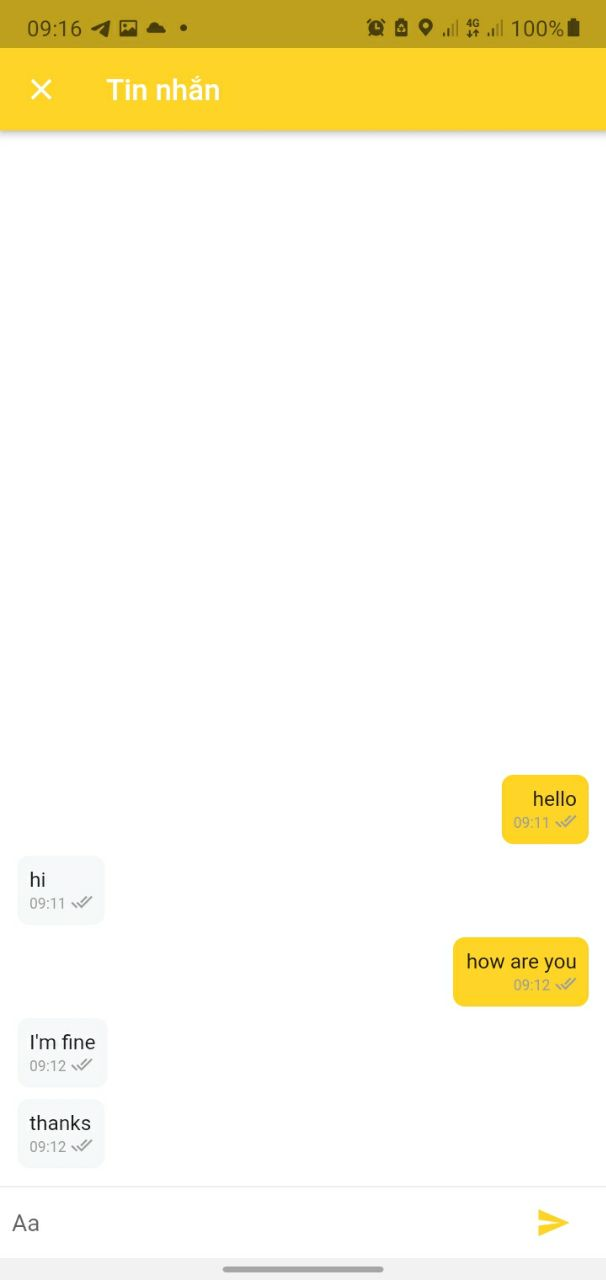 09:16
4G
100%
Tin nhắn
hello
09:11
hi
09:11
how are you
09:12
I'm fine
09:12
thanks
09:12
Aa